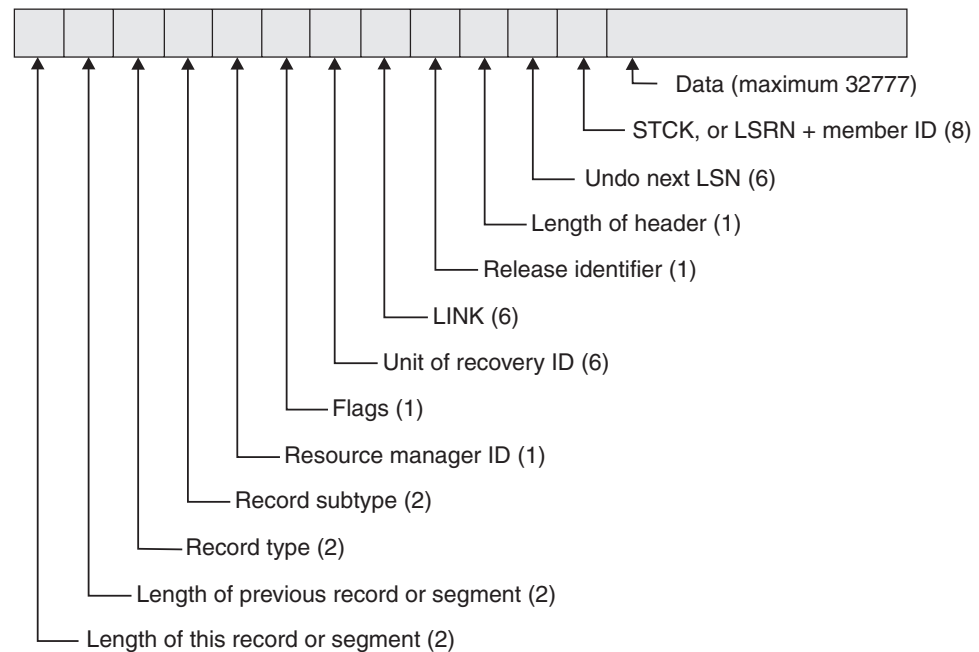 Data (maximum 32777)
STCK, or LSRN + member ID (8)
Undo next LSN (6)
Length of header (1)
Release identifier (1)
LINK (6)
Unit of recovery ID (6)
Flags (1)
Resource manager ID (1)
Record subtype (2)
Record type (2)
Length of previous record or segment (2)
Length of this record or segment (2)